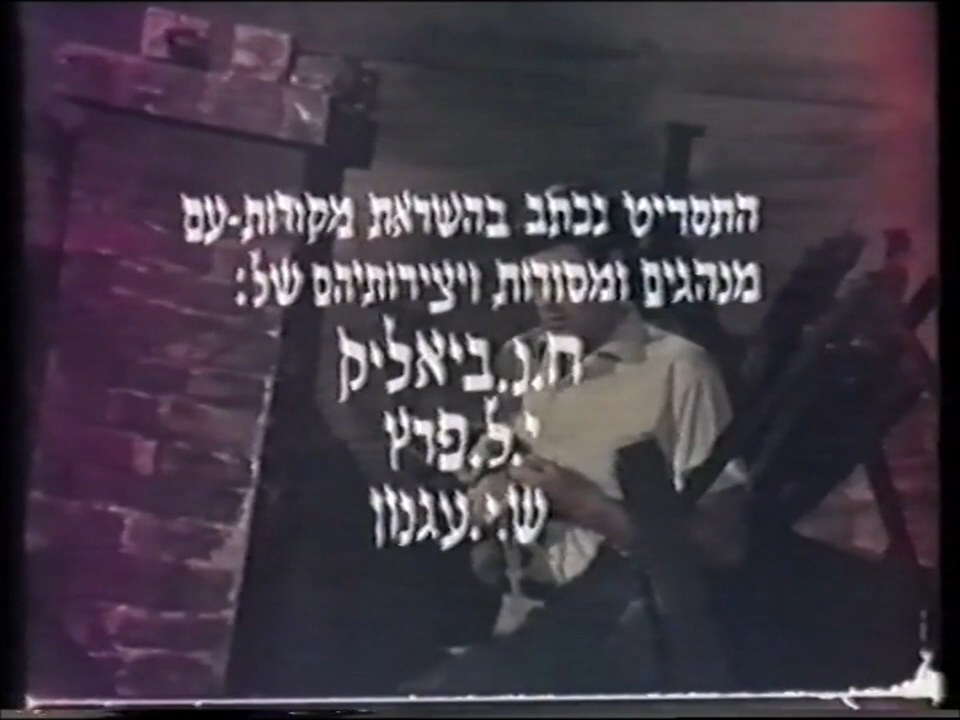 התסריט נכתב בהשראת מקורות-עם
מנהגים ומסורות ויצירותיהם של:
ח.נ.ביאליק
י.ל.פרץ
ש.י.עגנון